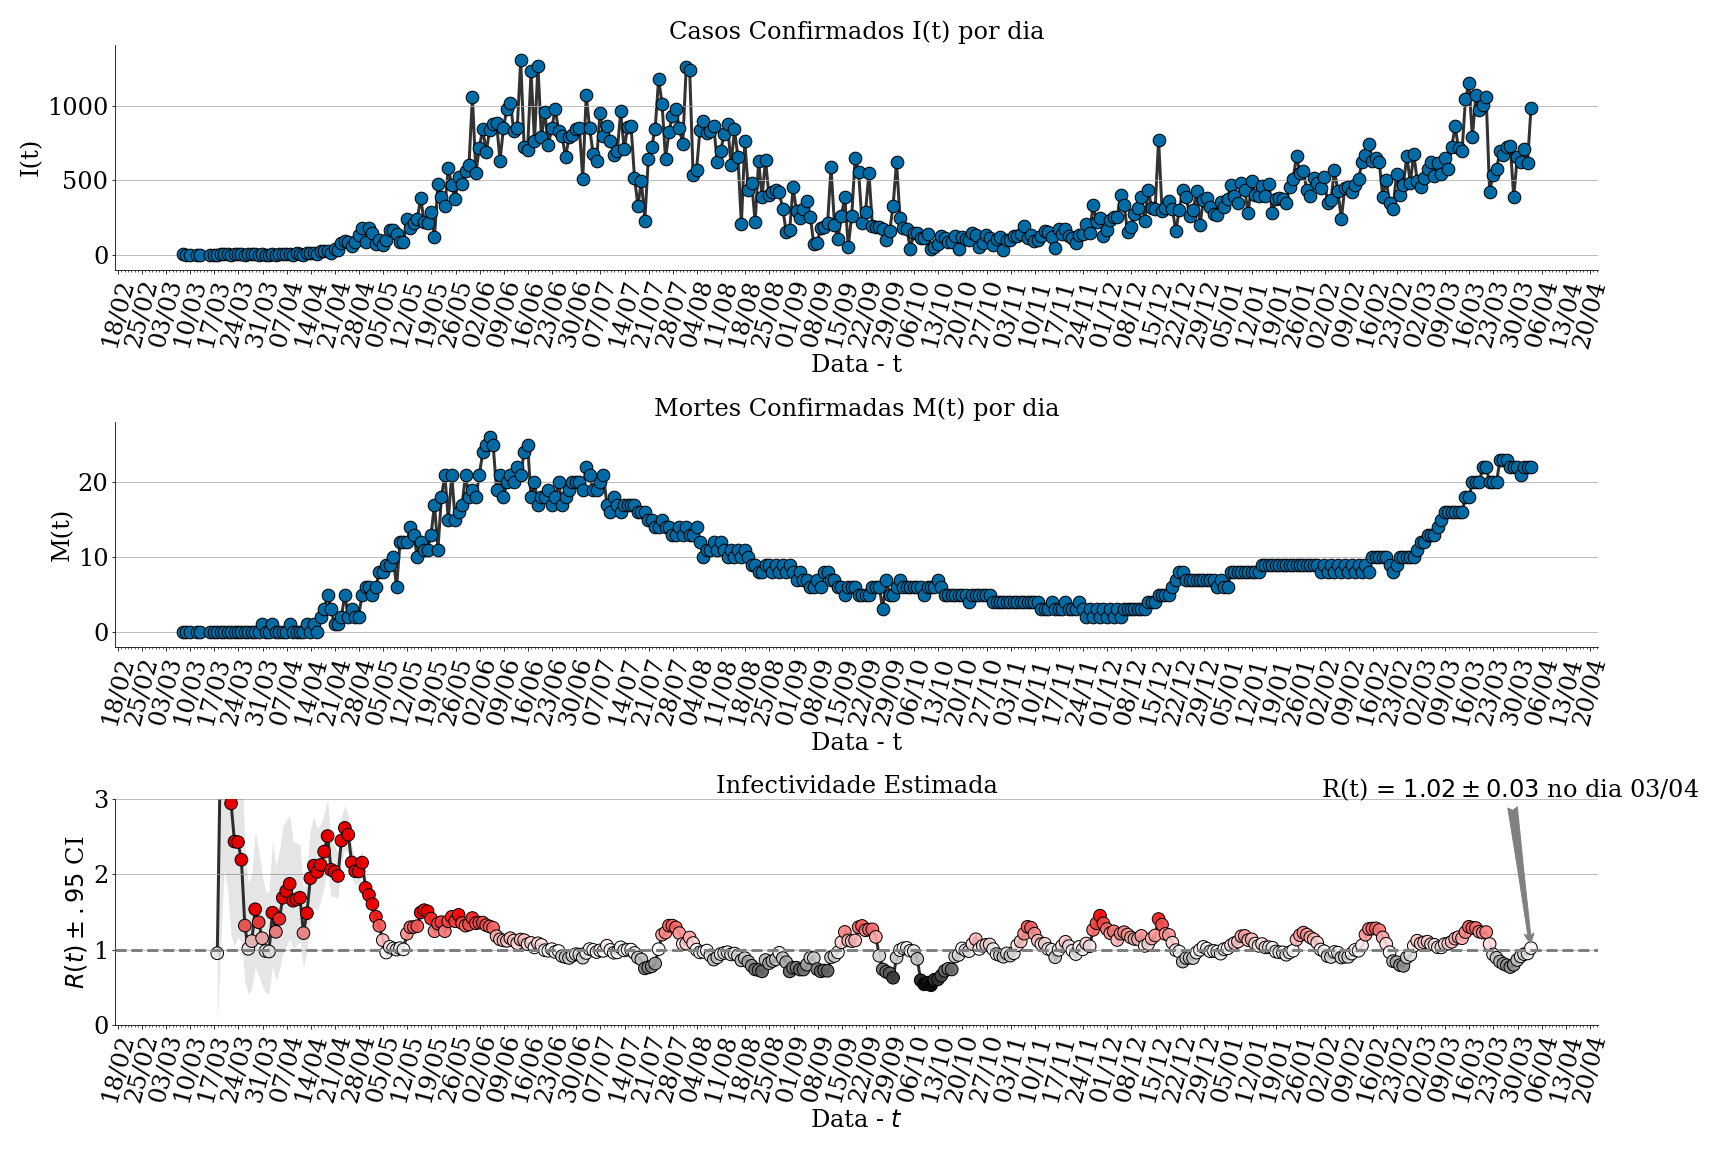 Casos Confirmados I(t) por dia
I(t)
1000
500
0
18/02 25/02 03/03 10/03 17/03 24/03 31/03 07/04 14/04 21/04 28/04 05/05 12/05 19/05 26/05 02/06 09/06 16/06 23/06 30/06 07/07 14/07 21/07 28/07 04/08 11/08 18/08 25/08 01/09 08/09 15/09 22/09 29/09 06/10 13/10 20/10 27/10 03/11 10/11 17/11 24/11 01/12 08/12 15/12 22/12 29/12 05/01 12/01 19/01 26/01 02/02 09/02 16/02 23/02 02/03 09/03 16/03 23/03 30/03 06/04 13/04 20/04
Data - t
Mortes Confirmadas M(t) por dia
M(t)
20
10
0
18/02 25/02 03/03 10/03 17/03 24/03 31/03 07/04 14/04 21/04 28/04 05/05 12/05 19/05 26/05 02/06 09/06 16/06 23/06 30/06 07/07 14/07 21/07 28/07 04/08 11/08 18/08 25/08 01/09 08/09 15/09 22/09 29/09 06/10 13/10 20/10 27/10 03/11 10/11 17/11 24/11 01/12 08/12 15/12 22/12 29/12 05/01 12/01 19/01 26/01 02/02 09/02 16/02 23/02 02/03 09/03 16/03 23/03 30/03 06/04 13/04 20/04
Data - t
Infectividade Estimada
R(t) = 1.02 ± 0.03 no dia 03/04
R(t) ± .95 CI
3
2
1
0
18/02 25/02 03/03 10/03 17/03 24/03 31/03 07/04 14/04 21/04 28/04 05/05 12/05 19/05 26/05 02/06 09/06 16/06 23/06 30/06 07/07 14/07 21/07 28/07 04/08 11/08 18/08 25/08 01/09 08/09 15/09 22/09 29/09 06/10 13/10 20/10 27/10 03/11 10/11 17/11 24/11 01/12 08/12 15/12 22/12 29/12 05/01 12/01 19/01 26/01 02/02 09/02 16/02 23/02 02/03 09/03 16/03 23/03 30/03 06/04 13/04 20/04
Data - t